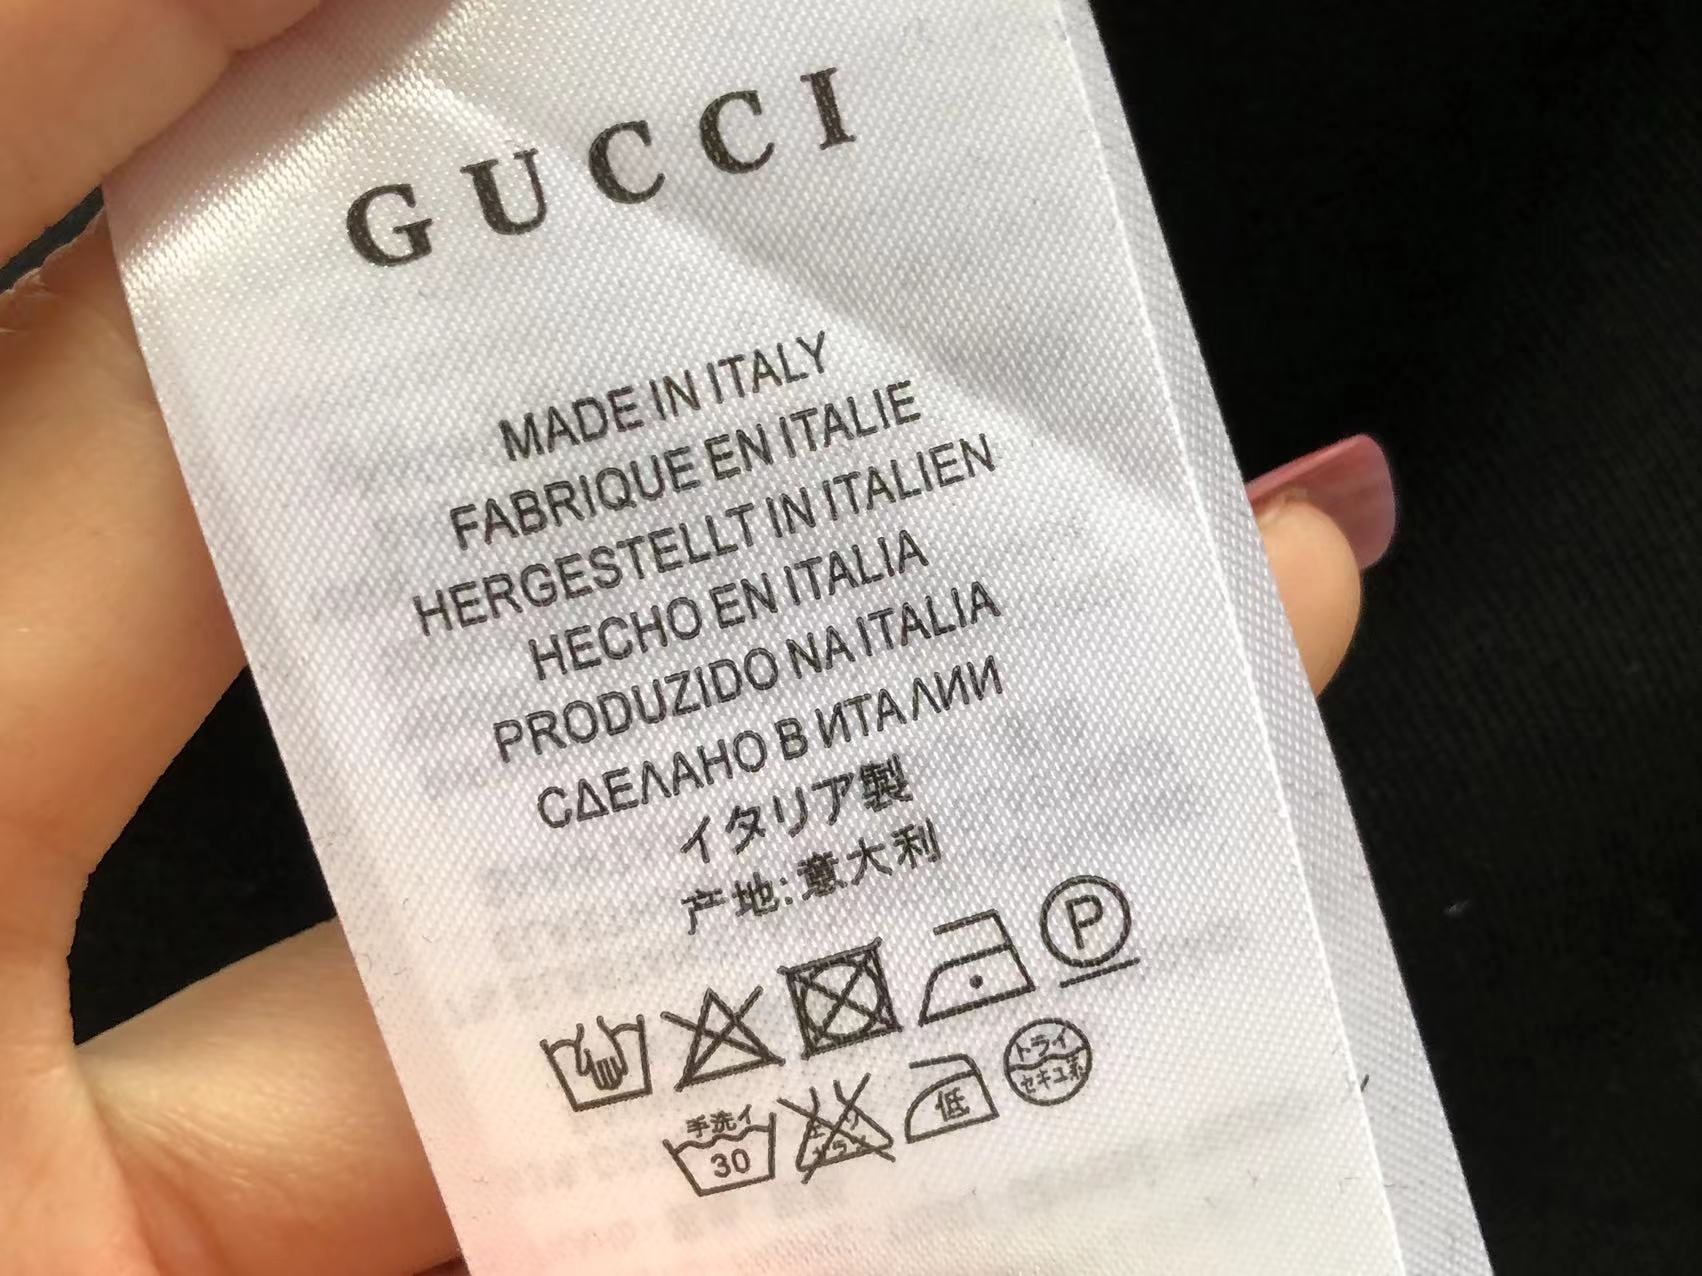 GUCCI
MADE IN ITALY
FABRIQUE EN ITALIE
HERGESTELLT IN ITALIEN
HECHO EN ITALIA
PRODUZIDO NA ITALIA
СДЕЛАНО В ИТАЛИИ
イタリア製
产地:意大利
P
手洗イ 30 低 トライ セキユ系